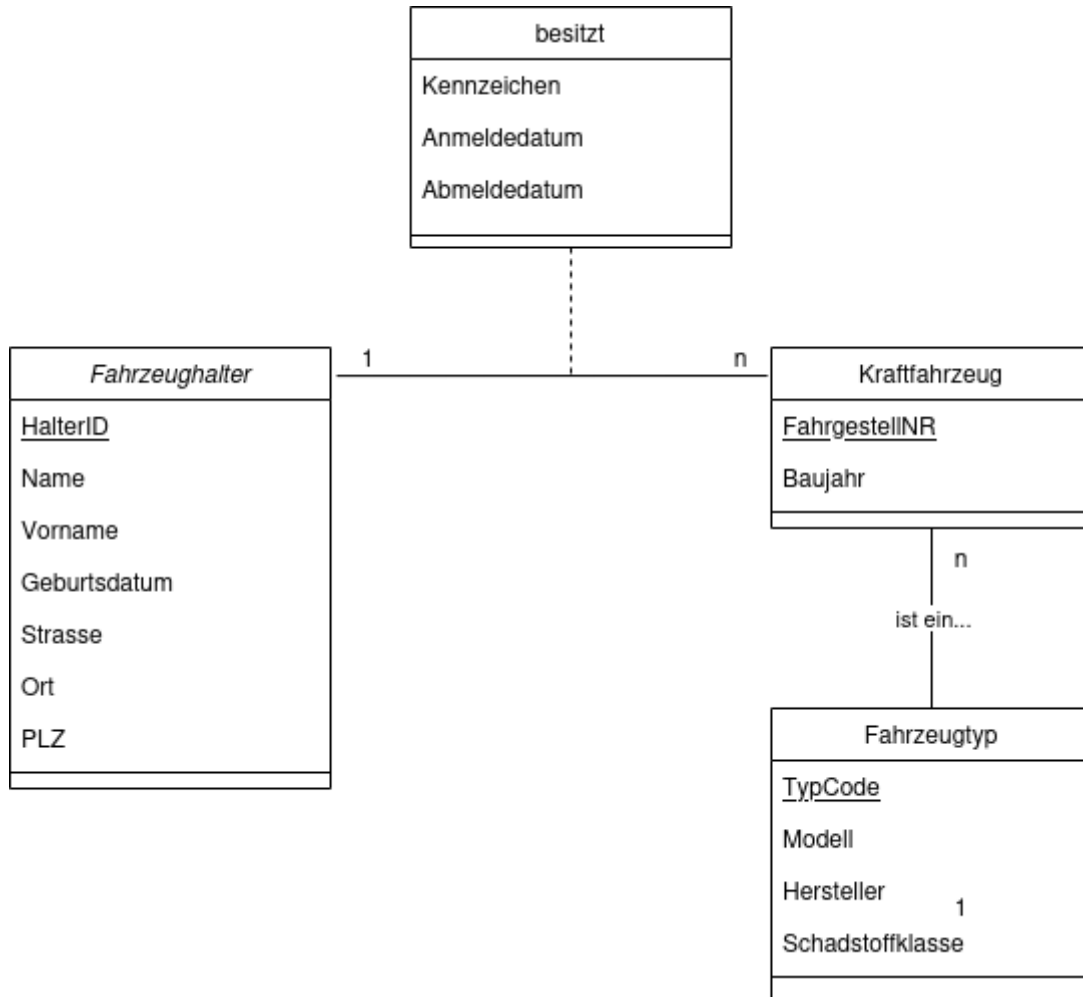 besitzt
Kennzeichen
Anmeldedatum
Abmeldedatum
Fahrzeughalter
1
n
Kraftfahrzeug
HalterID
Name
Vorname
Geburtsdatum
Strasse
Ort
PLZ
FahrgestellNR
Baujahr
n
ist ein...
Fahrzeugtyp
TypCode
Modell
Hersteller
1
Schadstoffklasse